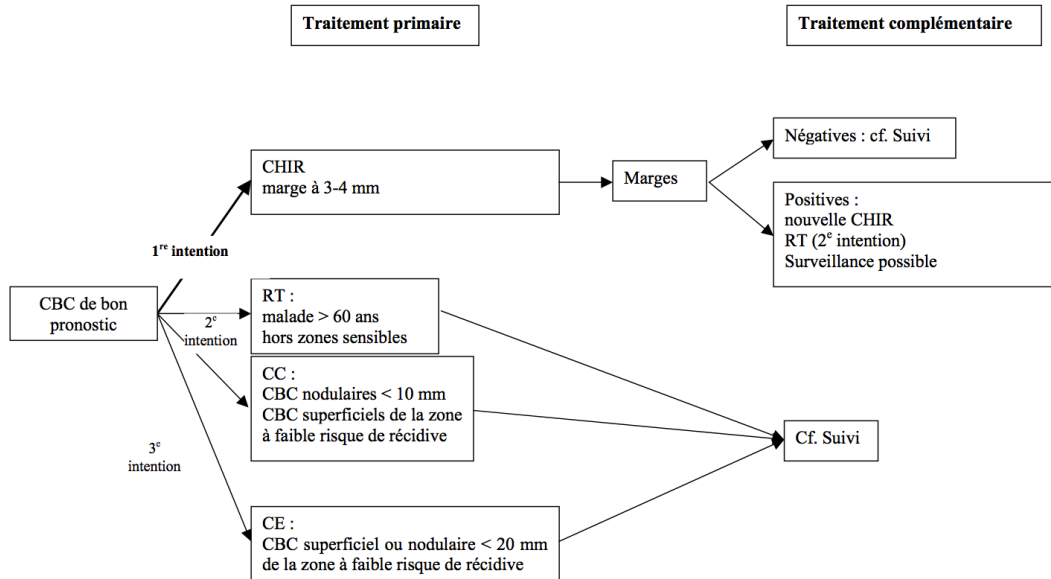 Traitement primaire
Traitement complémentaire
CHIR
marge à 3-4 mm
Marges
Négatives : cf. Suivi
Positives :
nouvelle CHIR
RT (2e intention)
Surveillance possible
1re intention
CBC de bon
pronostic
2e
intention
3e
intention
RT :
malade > 60 ans
hors zones sensibles
CC :
CBC nodulaires < 10 mm
CBC superficiels de la zone
à faible risque de récidive
CE :
CBC superficiel ou nodulaire < 20 mm
de la zone à faible risque de récidive
Cf. Suivi